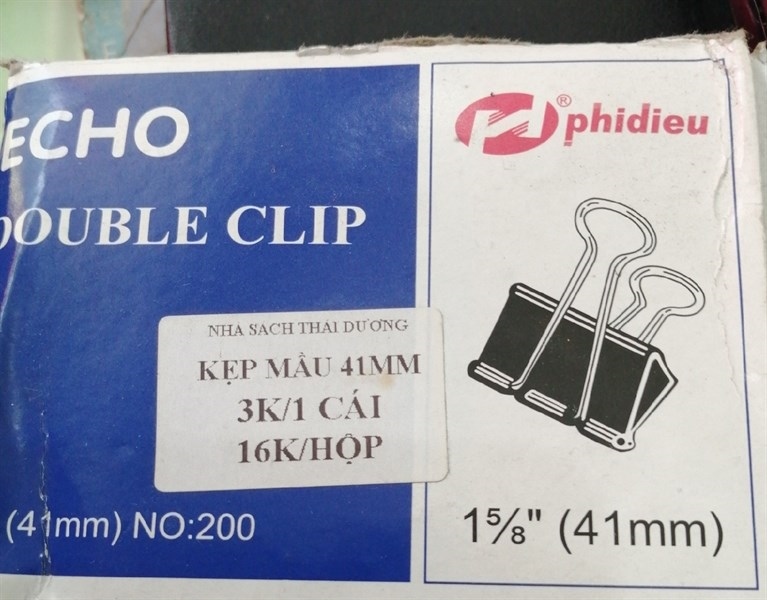 ECHO
DOUBLE CLIP
NHA SACH THAI DƯƠNG
KẸP MẦU 41MM
3K/1 CÁI
16K/HỘP
(41mm) NO:200
® phidieu
1⅝" (41mm)